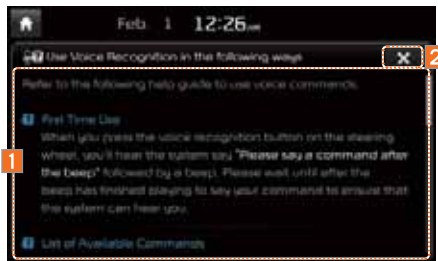 Feb. 1 12:26
Use Voice Recognition in the following ways
2
Refer to the following help guide to use voice commands.
First Time Use
When you press the voice recognition button on the steering
wheel, you'll hear the system say "Please say a command after
1
the beep" followed by a beep. Please wait until after the
beep has finished playing to say your command to ensure that
the system can hear you.
List of Available Commands